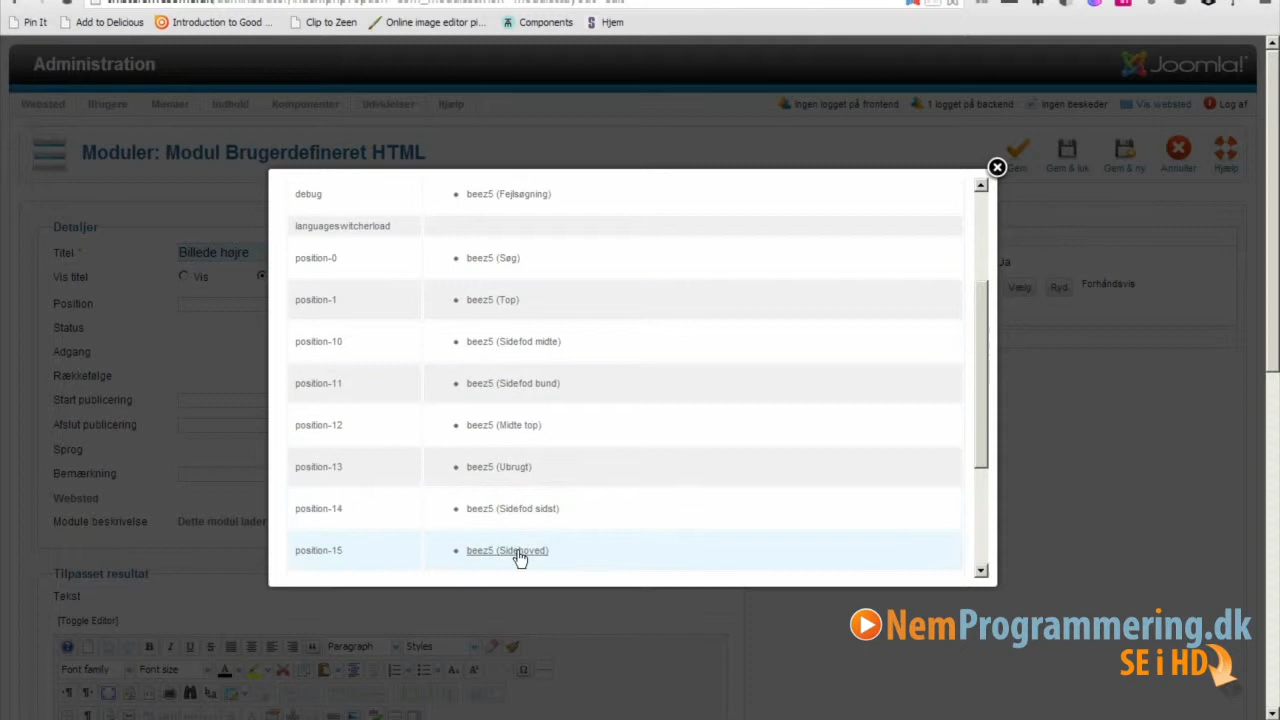 Pin It Add to Delicious Introduction to Good ... Clip to Zeen Online image editor pi... Components Hjem
Administration
Joomla!
Websted Brugere Menuer Indhold Komponenter Udvidelser Hjælp Ingen logget på frontend 1 logget på backend Ingen beskeder Vis websted Log af
Moduler: Modul Brugerdefineret HTML
Gem Gem & luk Gem & ny Annuller Hjælp
debug beez5 (Fejlsøgning)
languageswitcherload
position-0 beez5 (Søg)
position-1 beez5 (Top)
position-10 beez5 (Sidefod midte)
position-11 beez5 (Sidefod bund)
position-12 beez5 (Midte top)
position-13 beez5 (Ubrugt)
position-14 beez5 (Sidefod sidst)
position-15 beez5 (Sidehoved)
Detaljer
Titel * Billede højre
Vis titel Vis
Position
Status
Adgang
Rækkefølge
Start publicering
Afslut publicering
Sprog
Bemærkning
Websted
Module beskrivelse Dette modul lader
Ja
Vælg Ryd Forhåndsvis
Tilpasset resultat
Tekst
[Toggle Editor]
Paragraph Styles
Font family Font size
NemProgrammering.dk
SE i HD